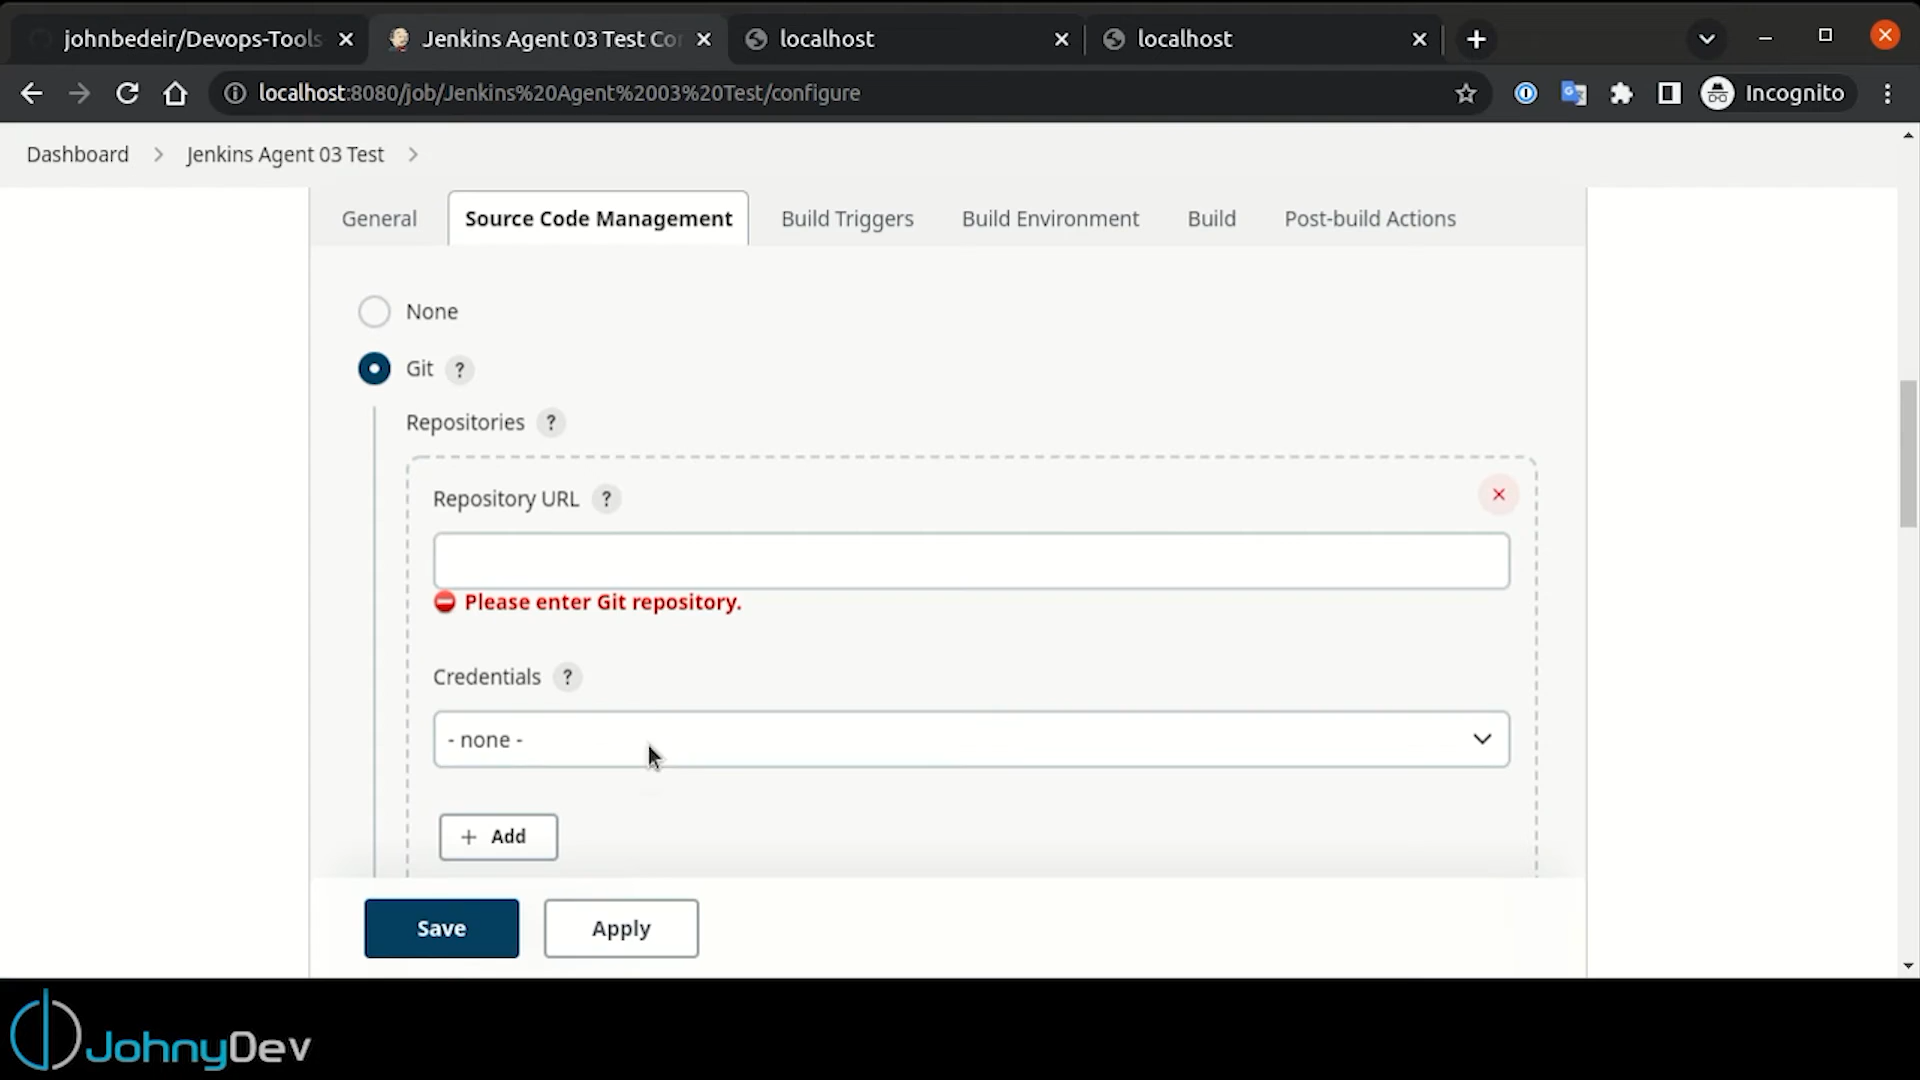 johnbedeir/Devops-Tools
Jenkins Agent 03 Test Co
localhost
localhost
localhost:8080/job/Jenkins%20Agent%2003%20Test/configure
Incognito
Dashboard
Jenkins Agent 03 Test
General
Source Code Management
Build Triggers
Build Environment
Build
Post-build Actions
None
Git ?
Repositories ?
Repository URL ?
Please enter Git repository.
Credentials ?
- none -
+ Add
Save
Apply
JohnyDev